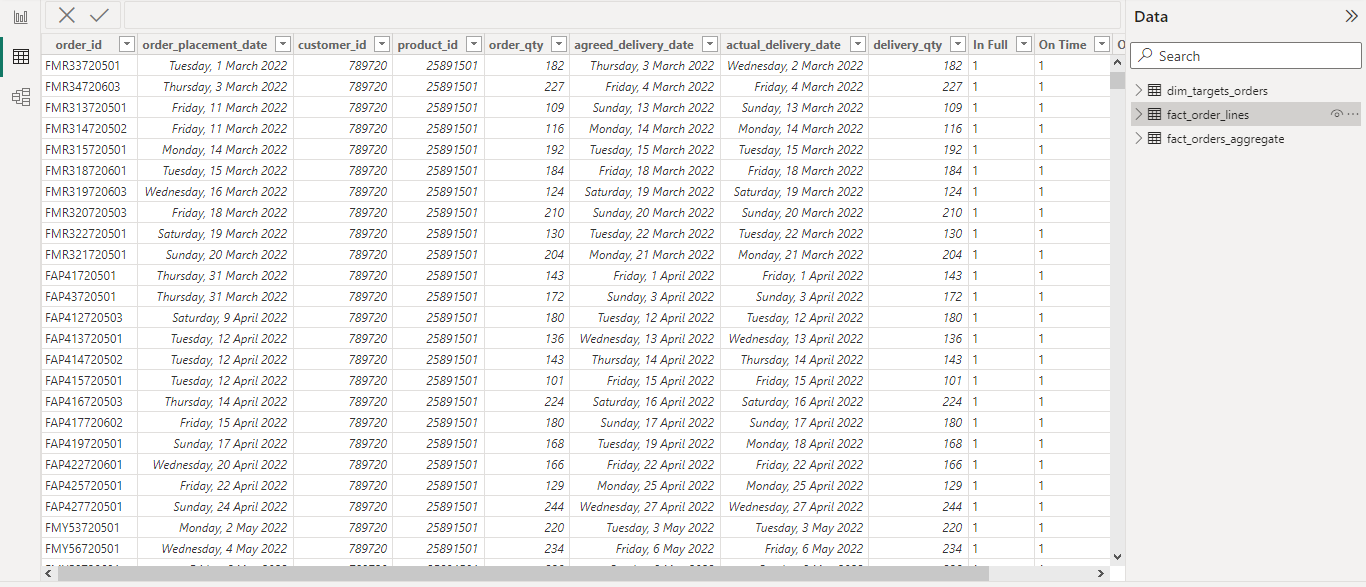 Data
order_id order_placement_date customer_id product_id order_qty agreed_delivery_date actual_delivery_date delivery_qty In Full On Time O
Search
FMR33720501 Tuesday, 1 March 2022 789720 25891501 182 Thursday, 3 March 2022 Wednesday, 2 March 2022 182 1 1
FMR34720603 Thursday, 3 March 2022 789720 25891501 227 Friday, 4 March 2022 Friday, 4 March 2022 227 1 1
dim_targets_orders
FMR313720501 Friday, 11 March 2022 789720 25891501 109 Sunday, 13 March 2022 Sunday, 13 March 2022 109 1 1
fact_order_lines
FMR314720502 Friday, 11 March 2022 789720 25891501 116 Monday, 14 March 2022 Monday, 14 March 2022 116 1 1
fact_orders_aggregate
FMR315720501 Monday, 14 March 2022 789720 25891501 192 Tuesday, 15 March 2022 Tuesday, 15 March 2022 192 1 1
FMR318720601 Tuesday, 15 March 2022 789720 25891501 184 Friday, 18 March 2022 Friday, 18 March 2022 184 1 1
FMR319720603 Wednesday, 16 March 2022 789720 25891501 124 Saturday, 19 March 2022 Saturday, 19 March 2022 124 1 1
FMR320720503 Friday, 18 March 2022 789720 25891501 210 Sunday, 20 March 2022 Sunday, 20 March 2022 210 1 1
FMR322720501 Saturday, 19 March 2022 789720 25891501 130 Tuesday, 22 March 2022 Tuesday, 22 March 2022 130 1 1
FMR321720501 Sunday, 20 March 2022 789720 25891501 204 Monday, 21 March 2022 Monday, 21 March 2022 204 1 1
FAP41720501 Thursday, 31 March 2022 789720 25891501 143 Friday, 1 April 2022 Friday, 1 April 2022 143 1 1
FAP43720501 Thursday, 31 March 2022 789720 25891501 172 Sunday, 3 April 2022 Sunday, 3 April 2022 172 1 1
FAP412720503 Saturday, 9 April 2022 789720 25891501 180 Tuesday, 12 April 2022 Tuesday, 12 April 2022 180 1 1
FAP413720501 Tuesday, 12 April 2022 789720 25891501 136 Wednesday, 13 April 2022 Wednesday, 13 April 2022 136 1 1
FAP414720502 Tuesday, 12 April 2022 789720 25891501 143 Thursday, 14 April 2022 Thursday, 14 April 2022 143 1 1
FAP415720501 Tuesday, 12 April 2022 789720 25891501 101 Friday, 15 April 2022 Friday, 15 April 2022 101 1 1
FAP416720503 Thursday, 14 April 2022 789720 25891501 224 Saturday, 16 April 2022 Saturday, 16 April 2022 224 1 1
FAP417720602 Friday, 15 April 2022 789720 25891501 180 Sunday, 17 April 2022 Sunday, 17 April 2022 180 1 1
FAP419720501 Sunday, 17 April 2022 789720 25891501 168 Tuesday, 19 April 2022 Monday, 18 April 2022 168 1 1
FAP422720601 Wednesday, 20 April 2022 789720 25891501 166 Friday, 22 April 2022 Friday, 22 April 2022 166 1 1
FAP425720501 Friday, 22 April 2022 789720 25891501 129 Monday, 25 April 2022 Monday, 25 April 2022 129 1 1
FAP427720501 Sunday, 24 April 2022 789720 25891501 244 Wednesday, 27 April 2022 Wednesday, 27 April 2022 244 1 1
FMY53720501 Monday, 2 May 2022 789720 25891501 220 Tuesday, 3 May 2022 Tuesday, 3 May 2022 220 1 1
FMY56720501 Wednesday, 4 May 2022 789720 25891501 234 Friday, 6 May 2022 Friday, 6 May 2022 234 1 1